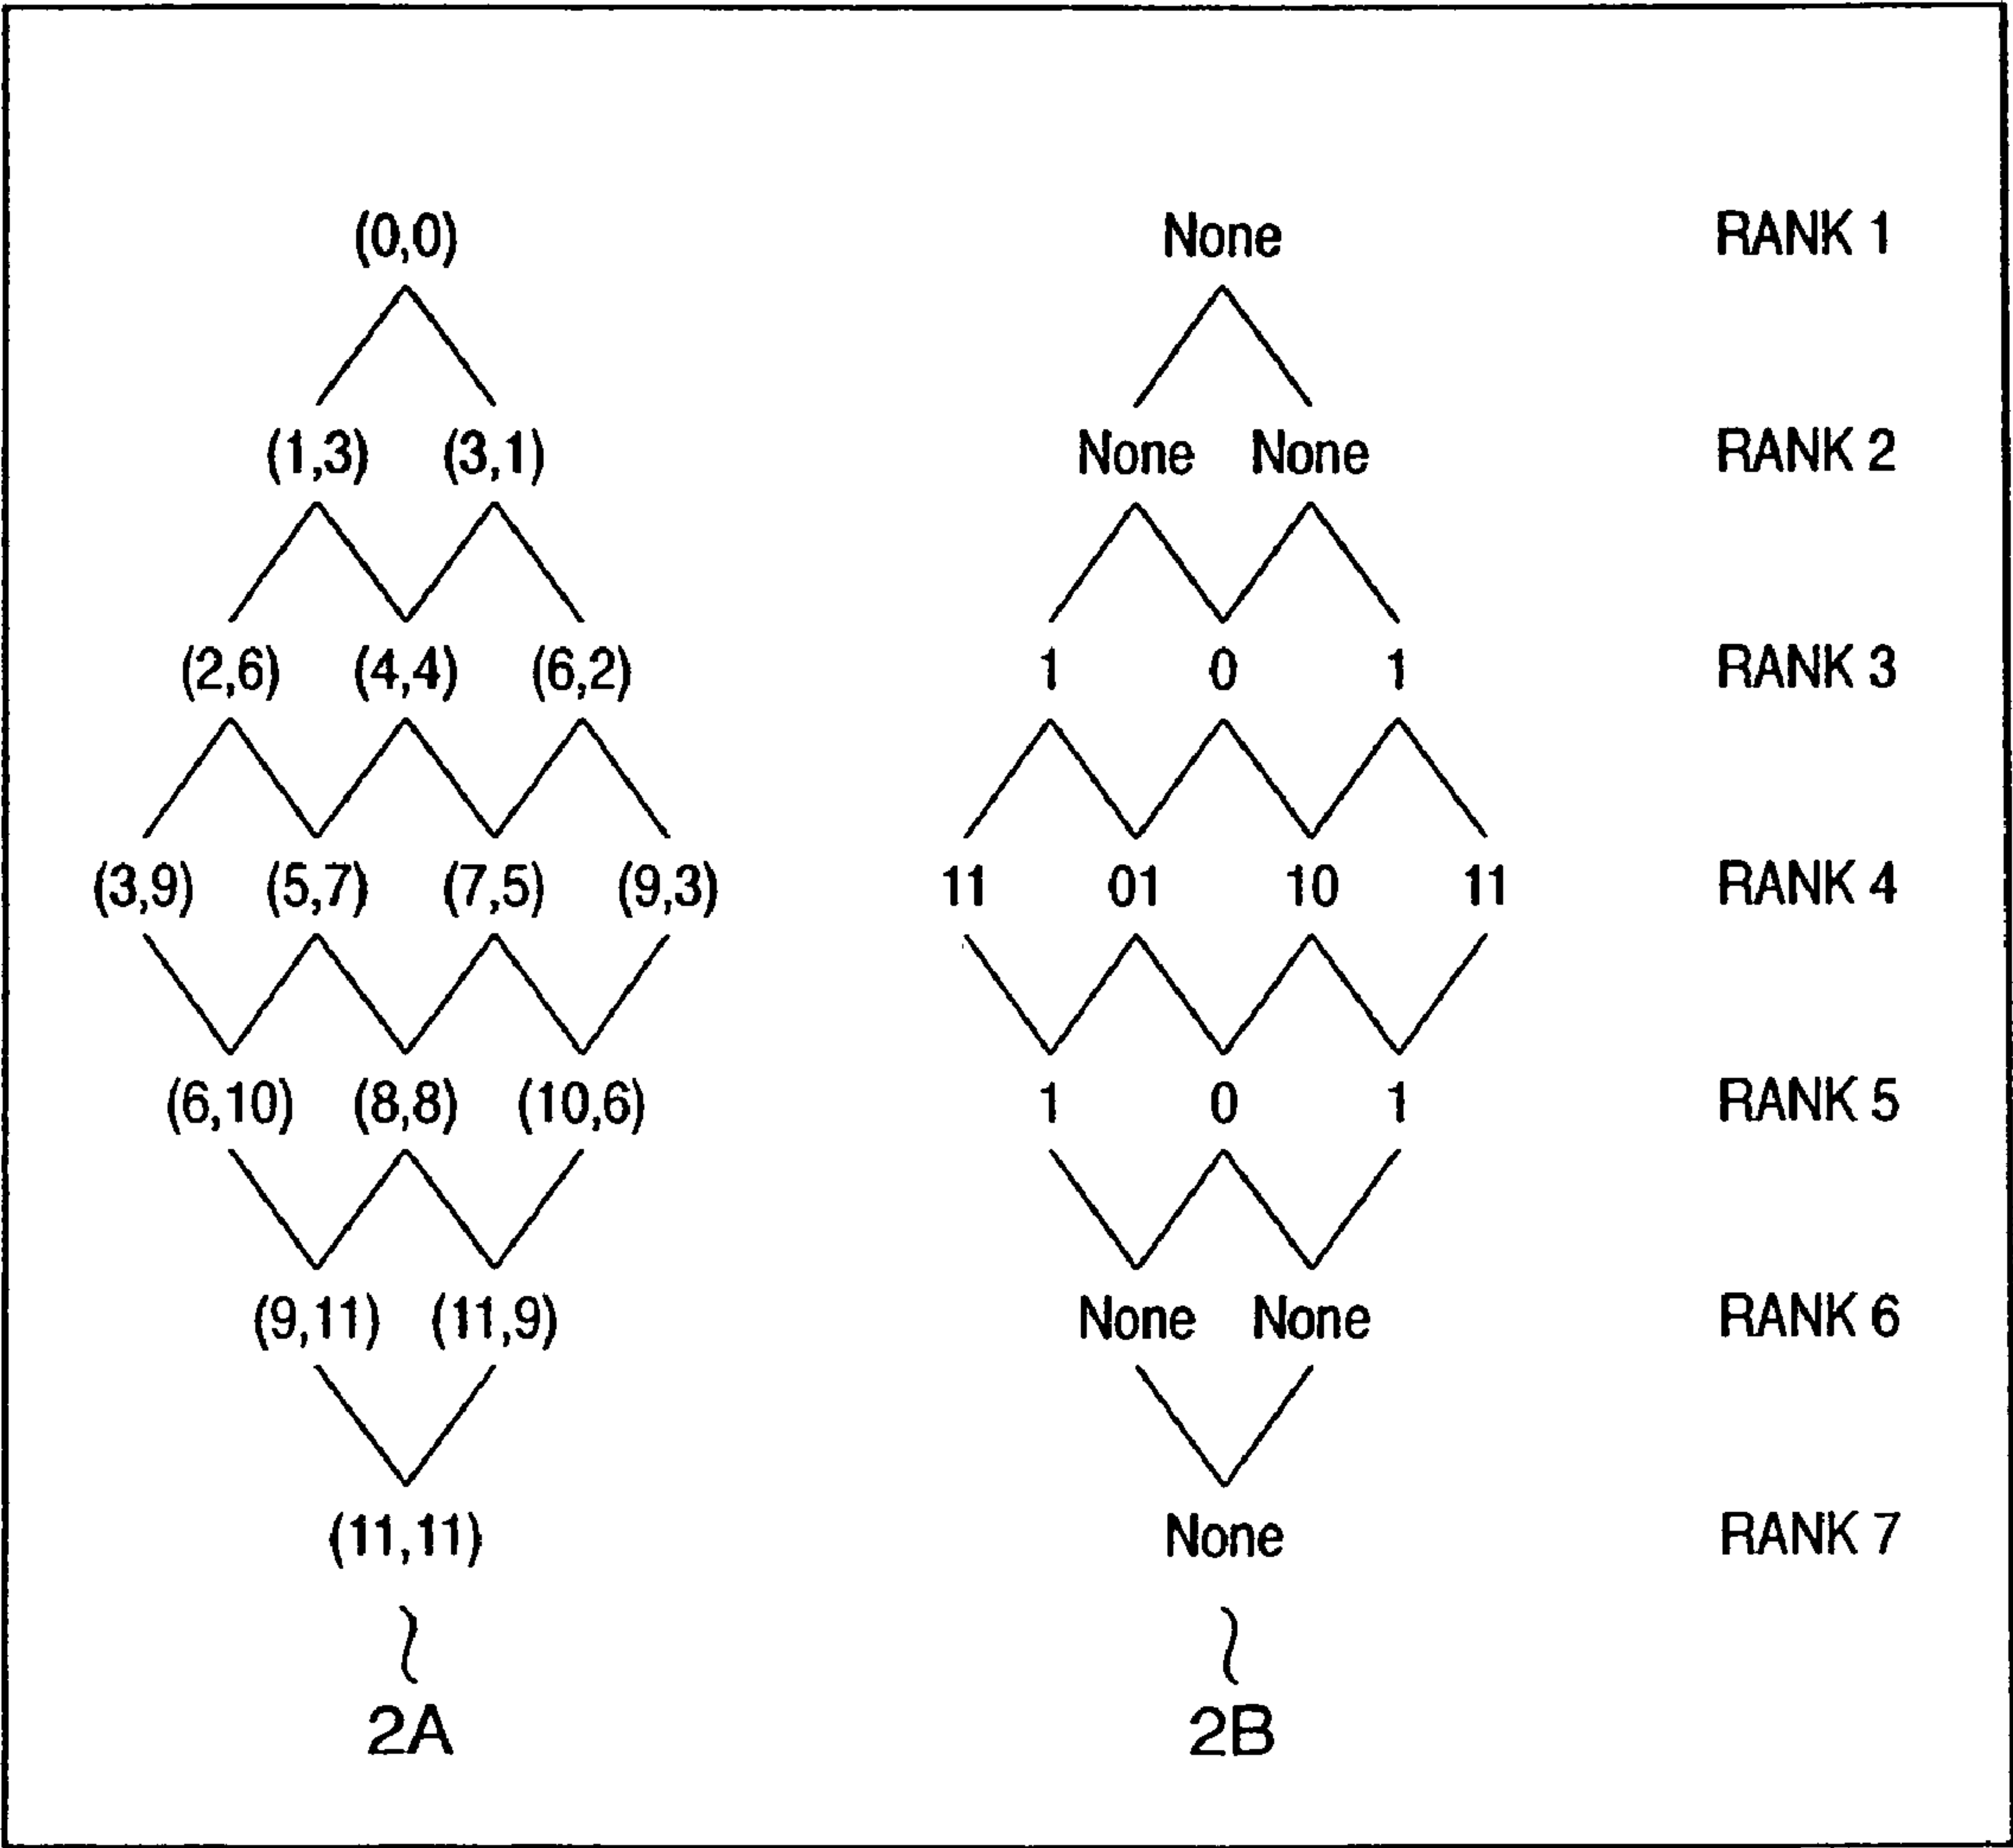 (0,0) None RANK 1
(1,3) (3,1) None None RANK 2
(2,6) (4,4) (6,2) 1 0 1 RANK 3
(3,9) (5,7) (7,5) (9,3) 11 01 10 11 RANK 4
(6,10) (8,8) (10,6) 1 0 1 RANK 5
(9,11) (11,9) None None RANK 6
(11,11) None RANK 7
2A 2B